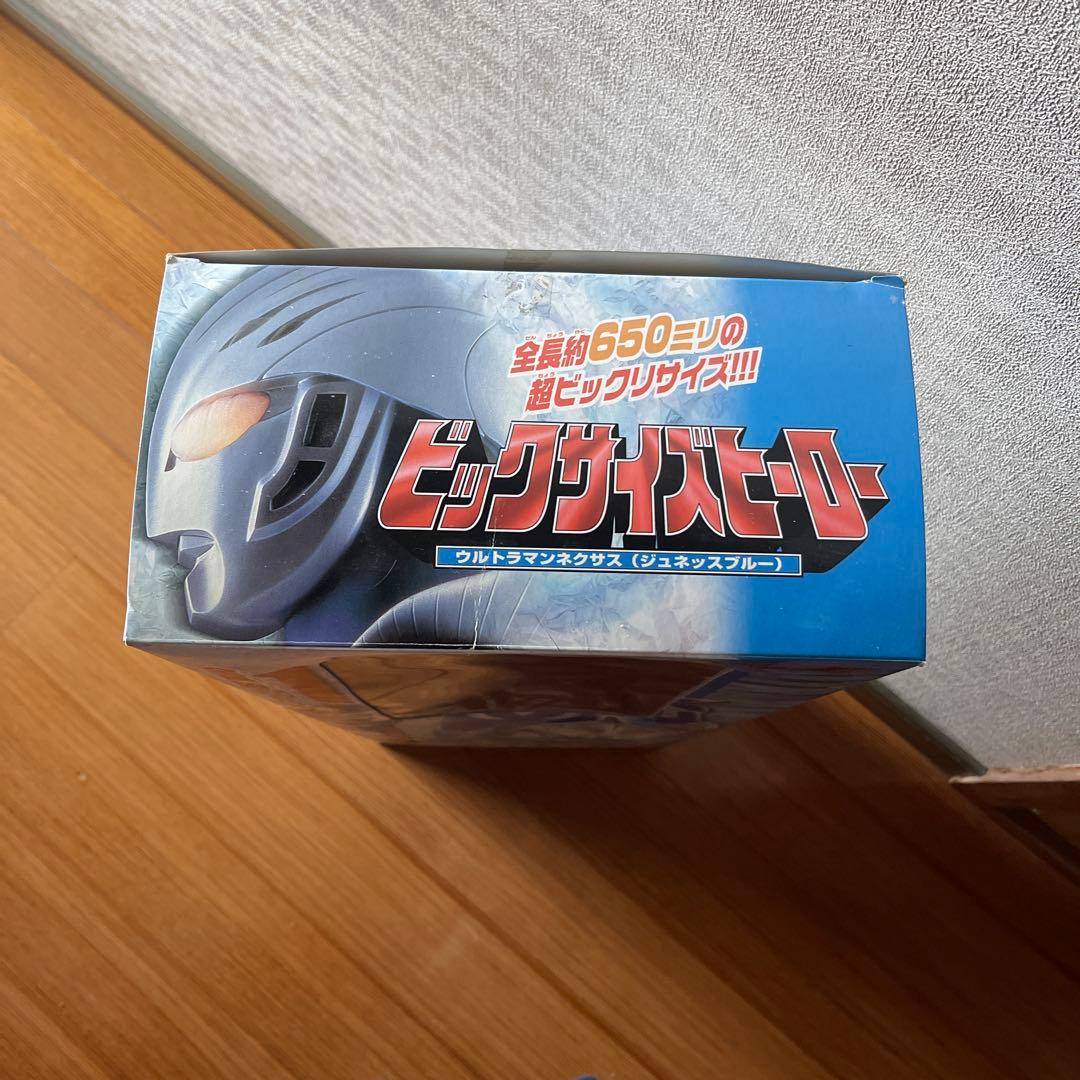 全長約650ミリの
超ビックリサイズ!!!
ビックサイズヒーロー
ウルトラマンネクサス（ジュネッスブルー）